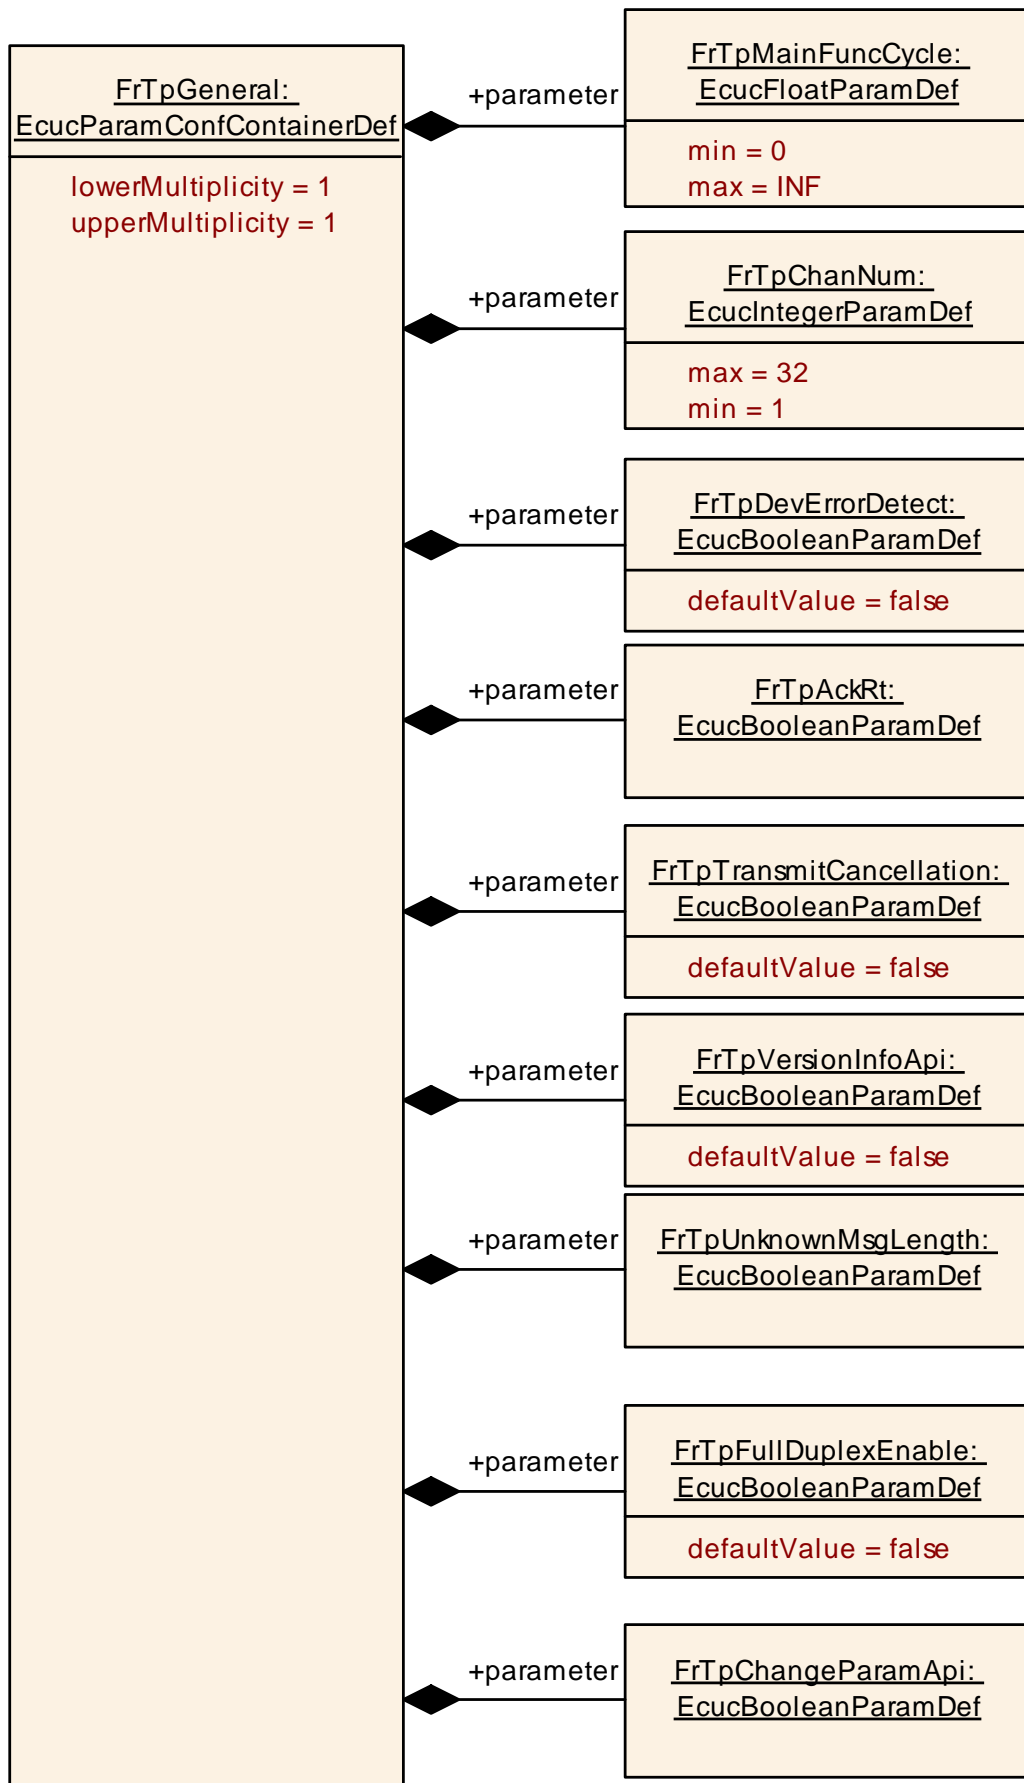 FrTpGeneral:
EcucParamConfContainerDef
lowerMultiplicity = 1
upperMultiplicity = 1
+parameter
FrTpMainFuncCycle:
EcucFloatParamDef
min = 0
max = INF
+parameter
FrTpChanNum:
EcucIntegerParamDef
max = 32
min = 1
+parameter
FrTpDevErrorDetect:
EcucBooleanParamDef
defaultValue = false
+parameter
FrTpAckRt:
EcucBooleanParamDef
+parameter
FrTpTransmitCancellation:
EcucBooleanParamDef
defaultValue = false
+parameter
FrTpVersionInfoApi:
EcucBooleanParamDef
defaultValue = false
+parameter
FrTpUnknownMsgLength:
EcucBooleanParamDef
+parameter
FrTpFullDuplexEnable:
EcucBooleanParamDef
defaultValue = false
+parameter
FrTpChangeParamApi:
EcucBooleanParamDef